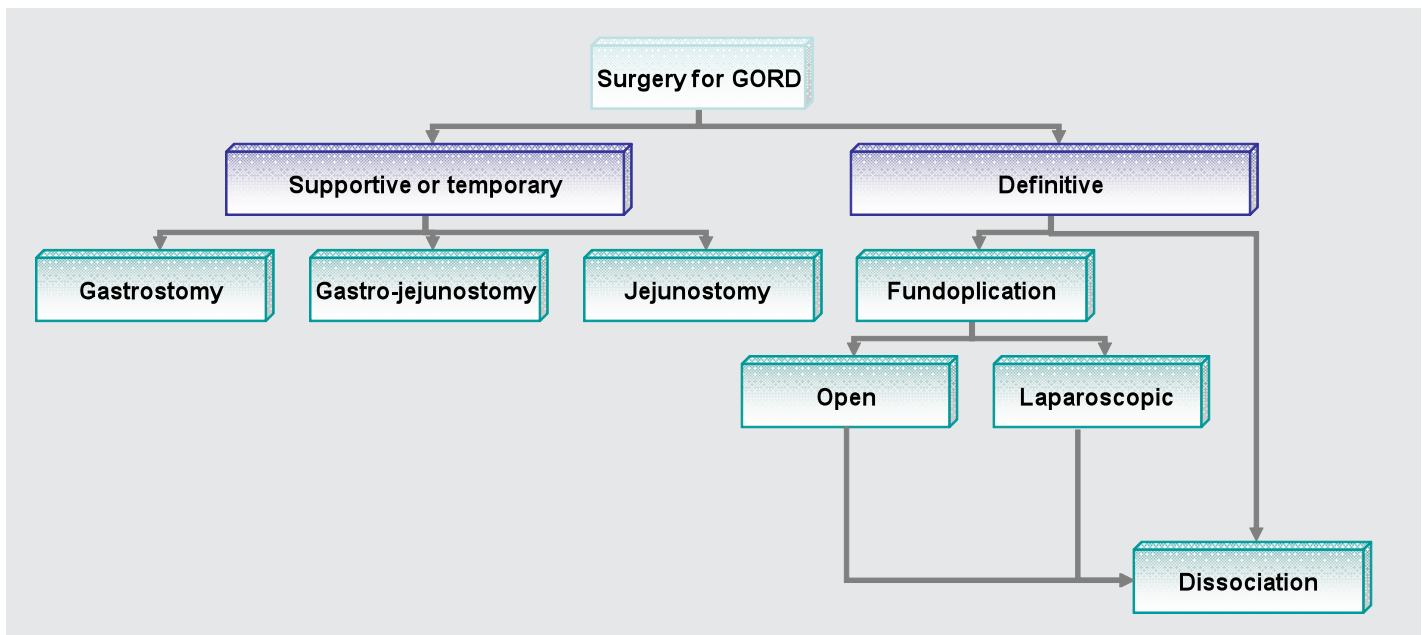 Surgery for GORD
Supportive or temporary
Definitive
Gastrostomy
Gastro-jejunostomy
Jejunostomy
Fundoplication
Open
Laparoscopic
Dissociation